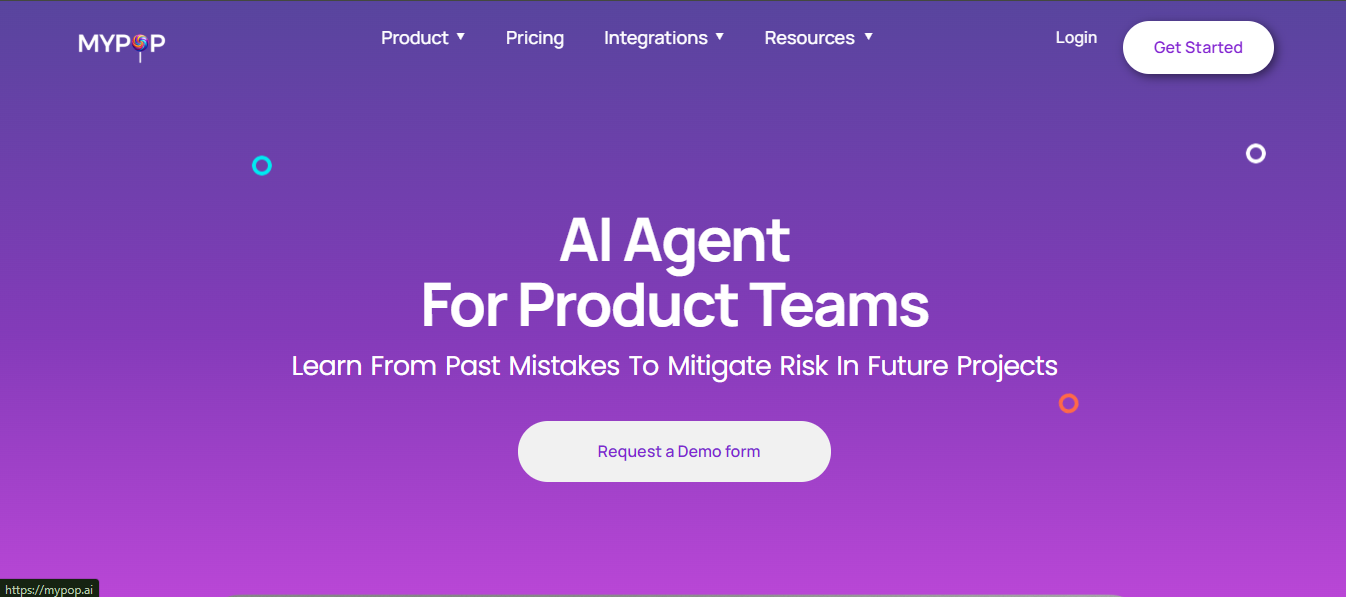 MYPOP
Product ▼ Pricing Integrations ▼ Resources ▼ Login Get Started
AI Agent
For Product Teams
Learn From Past Mistakes To Mitigate Risk In Future Projects
Request a Demo form
https://mypop.ai